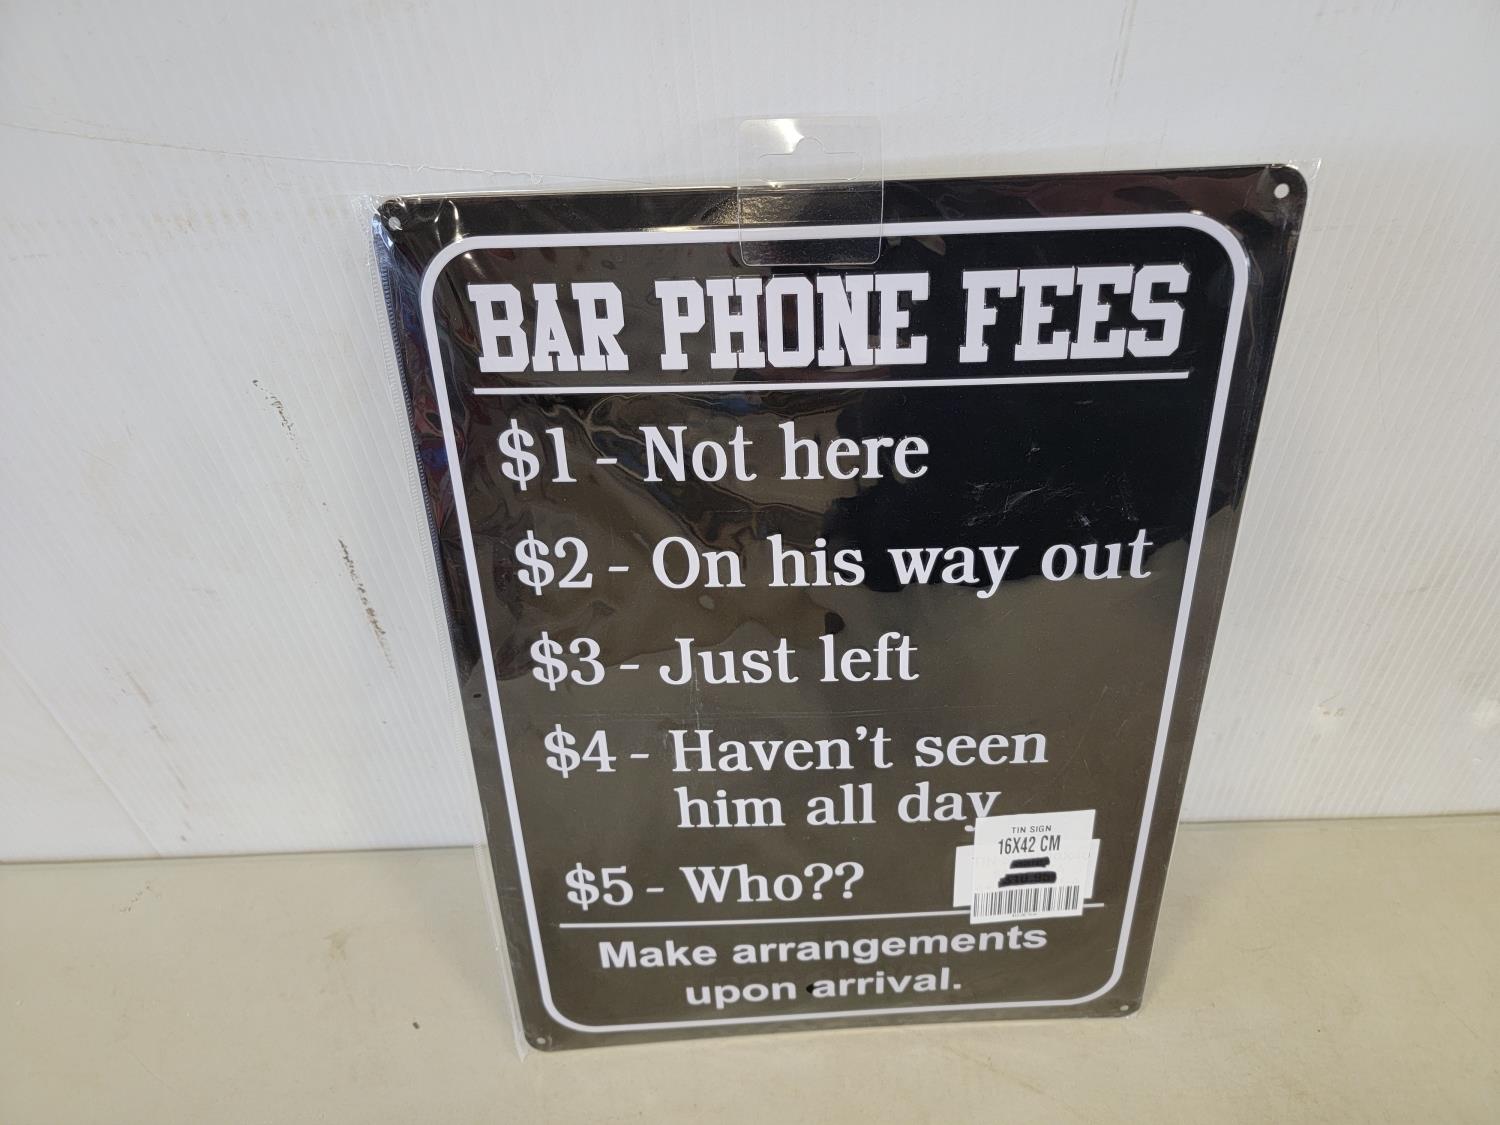 BAR PHONE FEES
$1 - Not here
$2 - On his way out
$3 - Just left
$4 - Haven't seen
him all day
TIN SIGN
16X42 CM
$5 - Who??
Make arrangements
upon arrival.